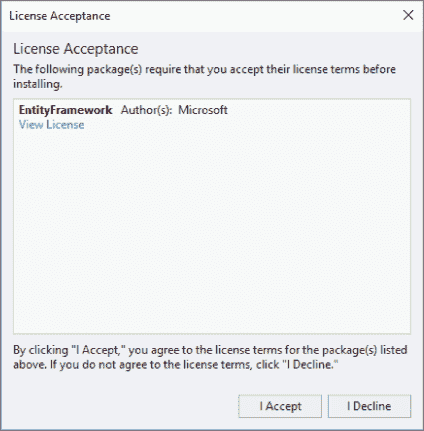 License Acceptance
License Acceptance
The following package(s) require that you accept their license terms before
installing.
EntityFramework Author(s): Microsoft
View License
By clicking "I Accept," you agree to the license terms for the package(s) listed
above. If you do not agree to the license terms, click "I Decline."
I Accept I Decline